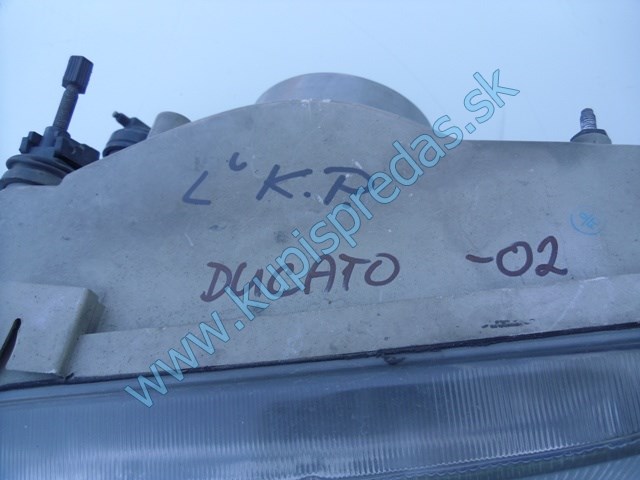 L" K.P.
DUCATO -02
www.kupispredas.sk